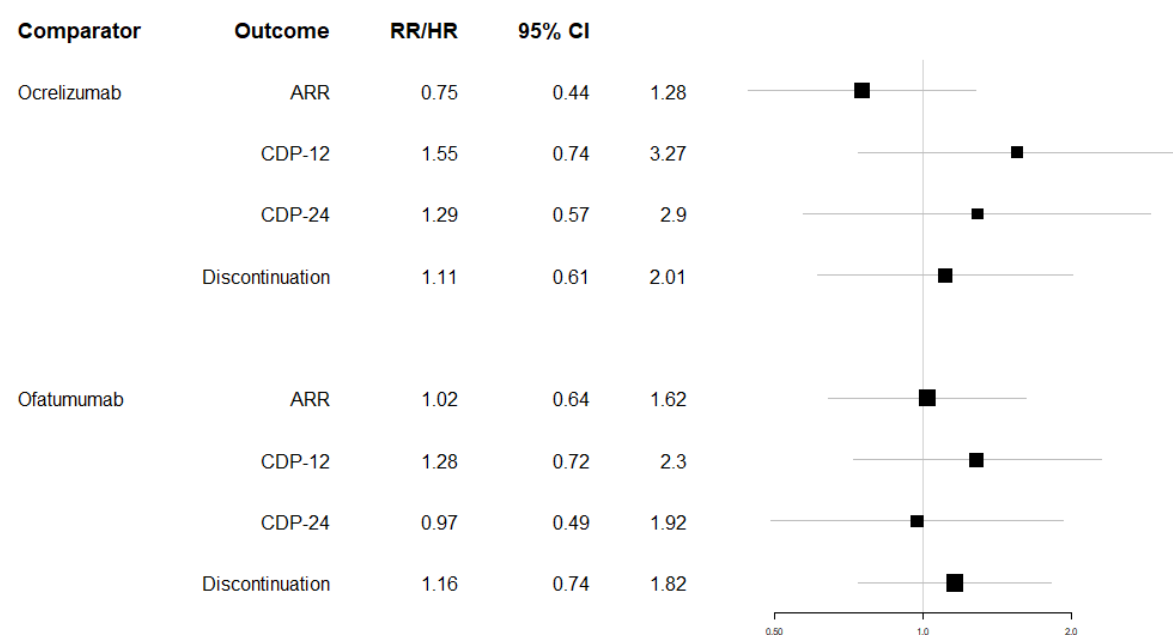 Comparator Outcome RR/HR 95% CI
Ocrelizumab ARR 0.75 0.44 1.28
CDP-12 1.55 0.74 3.27
CDP-24 1.29 0.57 2.9
Discontinuation 1.11 0.61 2.01
Ofatumumab ARR 1.02 0.64 1.62
CDP-12 1.28 0.72 2.3
CDP-24 0.97 0.49 1.92
Discontinuation 1.16 0.74 1.82
0.50 1.0 2.0